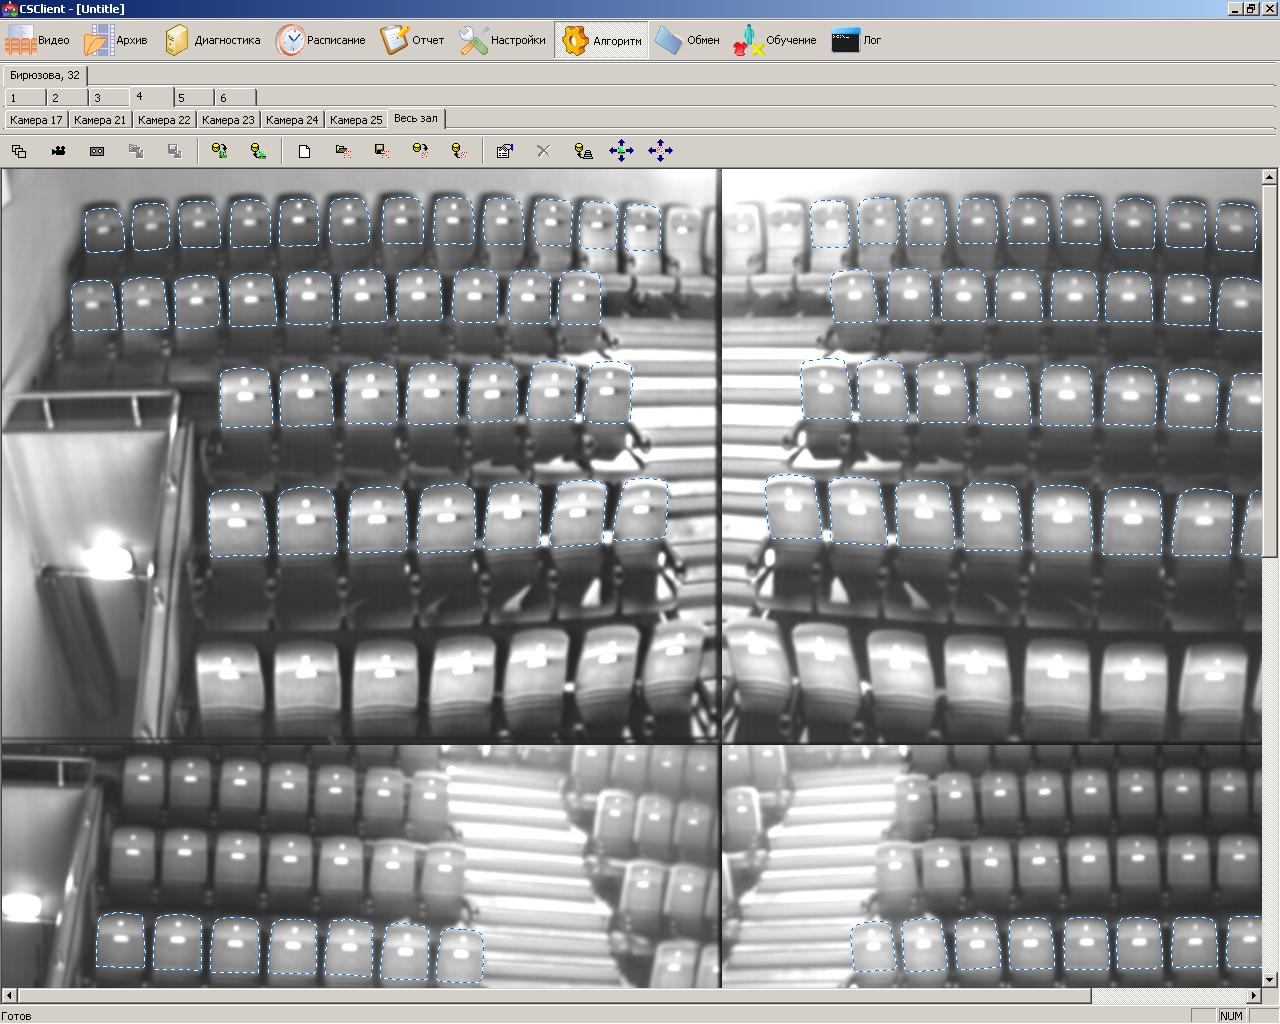 CSClient - [Untitle]
Видео Архив Диагностика Расписание Отчет Настройки Алгоритм Обмен Обучение Лог
Бирюзова, 32
1 2 3 4 5 6
Камера 17 Камера 21 Камера 22 Камера 23 Камера 24 Камера 25 Весь зал
Готов NUM